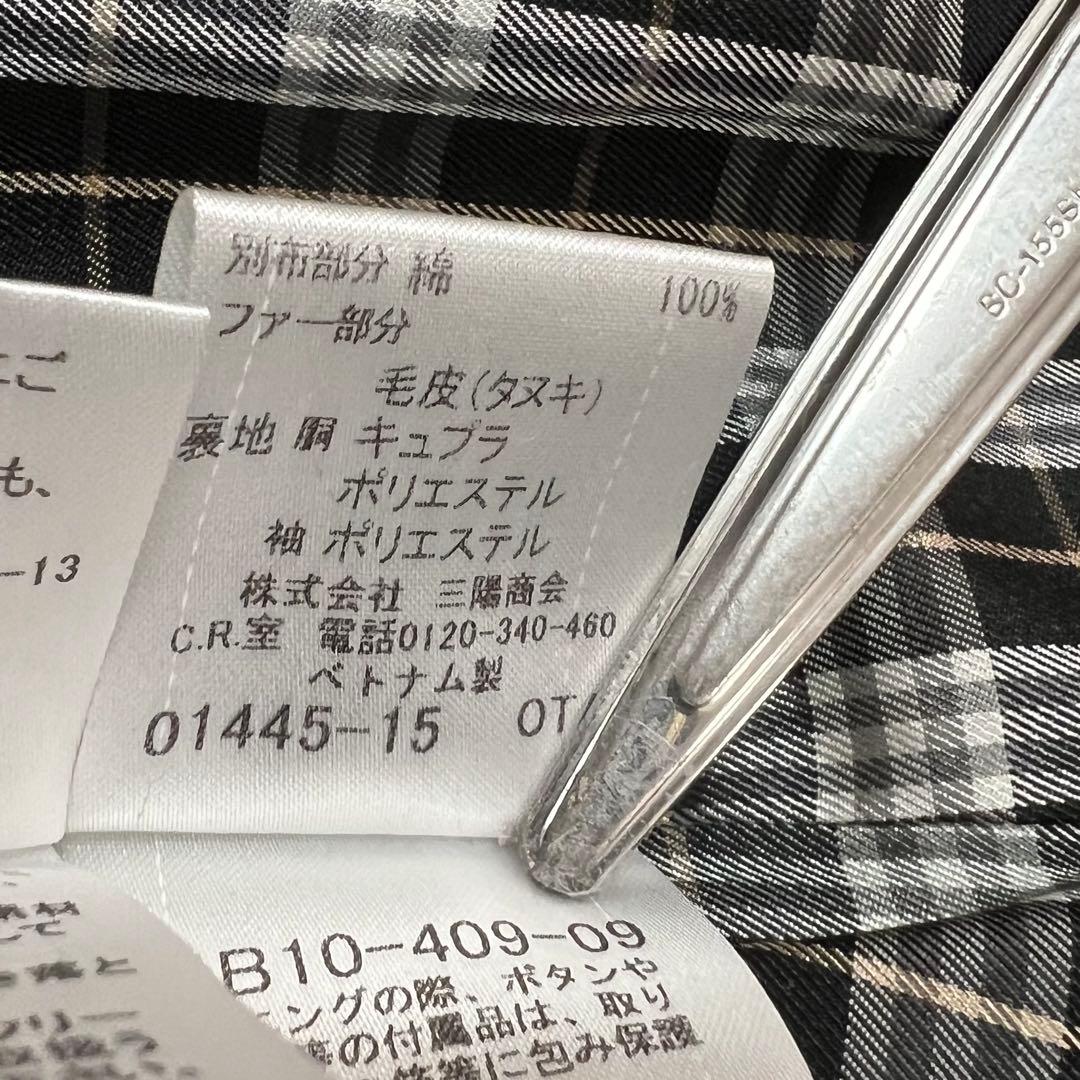 別布部分 綿 100%
ファー部分
毛皮(タヌキ)
裏地 胴 キュプラ
ポリエステル
袖 ポリエステル
株式会社 三陽商会
C.R.室 電話0120-340-460
ベトナム製
01445-15 OT
も、
-13
B10-409-09
ングの際、ボタンや
の付属品は、取り
に包み保護
BC-155S